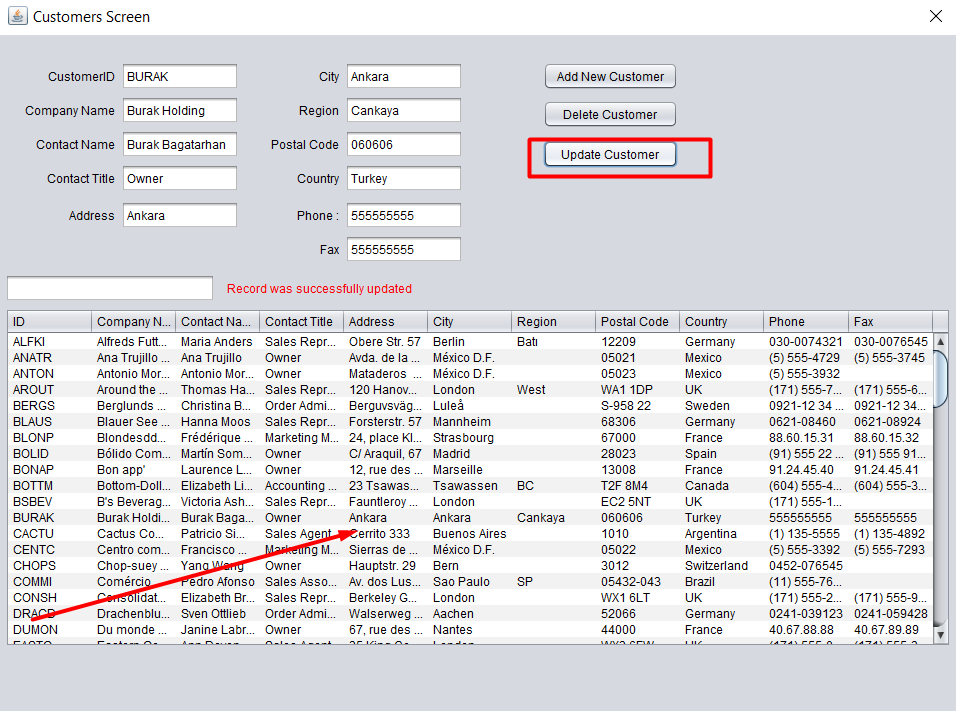 Customers Screen
CustomerID BURAK City Ankara Add New Customer
Company Name Burak Holding Region Cankaya Delete Customer
Contact Name Burak Bagatarhan Postal Code 060606 Update Customer
Contact Title Owner Country Turkey
Address Ankara Phone : 555555555
Fax 555555555
Record was successfully updated
ID Company N... Contact Na... Contact Title Address City Region Postal Code Country Phone Fax
ALFKI Alfreds Futt... Maria Anders Sales Repr... Obere Str. 57 Berlin Batı 12209 Germany 030-0074321 030-0076545
ANATR Ana Trujillo ... Ana Trujillo Owner Avda. de la ... México D.F. 05021 Mexico (5) 555-4729 (5) 555-3745
ANTON Antonio Mor... Antonio Mor... Owner Mataderos ... México D.F. 05023 Mexico (5) 555-3932
AROUT Around the ... Thomas Ha... Sales Repr... 120 Hanov... London West WA1 1DP UK (171) 555-7... (171) 555-6...
BERGS Berglunds ... Christina B... Order Admi... Berguvsväg... Luleå S-958 22 Sweden 0921-12 34 ... 0921-12 34 ...
BLAUS Blauer See ... Hanna Moos Sales Repr... Forsterstr. 57 Mannheim 68306 Germany 0621-08460 0621-08924
BLONP Blondesdd... Frédérique ... Marketing M... 24, place Kl... Strasbourg 67000 France 88.60.15.31 88.60.15.32
BOLID Bólido Com... Martín Som... Owner C/ Araquil, 67 Madrid 28023 Spain (91) 555 22 ... (91) 555 91...
BONAP Bon app' Laurence L... Owner 12, rue des ... Marseille 13008 France 91.24.45.40 91.24.45.41
BOTTM Bottom-Doll... Elizabeth Li... Accounting ... 23 Tsawas... Tsawassen BC T2F 8M4 Canada (604) 555-4... (604) 555-3...
BSBEV B's Beverag... Victoria Ash... Sales Repr... Fauntleroy ... London EC2 5NT UK (171) 555-1...
BURAK Burak Holdi... Burak Baga... Owner Ankara Ankara Cankaya 060606 Turkey 555555555 555555555
CACTU Cactus Co... Patricio Si... Sales Agent Cerrito 333 Buenos Aires 1010 Argentina (1) 135-5555 (1) 135-4892
CENTC Centro com... Francisco ... Marketing M... Sierras de ... México D.F. 05022 Mexico (5) 555-3392 (5) 555-7293
CHOPS Chop-suey ... Yang Wang Owner Hauptstr. 29 Bern 3012 Switzerland 0452-076545
COMMI Comércio Pedro Afonso Sales Asso... Av. dos Lus... Sao Paulo SP 05432-043 Brazil (11) 555-76...
CONSH Consolidat... Elizabeth Br... Sales Repr... Berkeley G... London WX1 6LT UK (171) 555-2... (171) 555-9...
DRACD Drachenblu... Sven Ottlieb Order Admi... Walserweg ... Aachen 52066 Germany 0241-039123 0241-059428
DUMON Du monde ... Janine Labr... Owner 67, rue des ... Nantes 44000 France 40.67.88.88 40.67.89.89